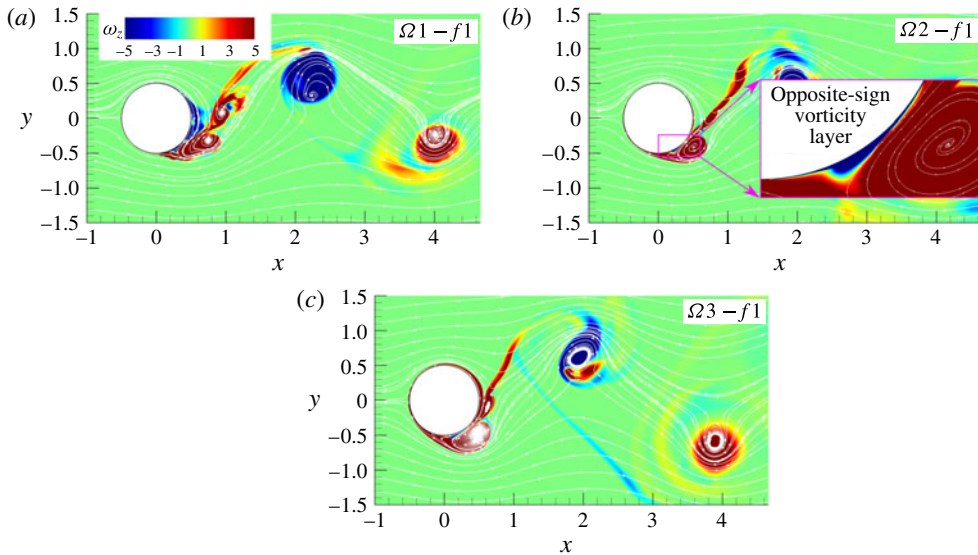 (a)
ω_z
−5 −3 −1 1 3 5
Ω1 − f1
1.5
1.0
0.5
y 0
−0.5
−1.0
−1.5
−1 0 1 2 3 4
x
(b)
Ω2 − f1
1.5
1.0
0.5
y 0
−0.5
−1.0
−1.5
Opposite-sign
vorticity
layer
−1 0 1 2 3 4
x
(c)
Ω3 − f1
1.5
1.0
0.5
y 0
−0.5
−1.0
−1.5
−1 0 1 2 3 4
x